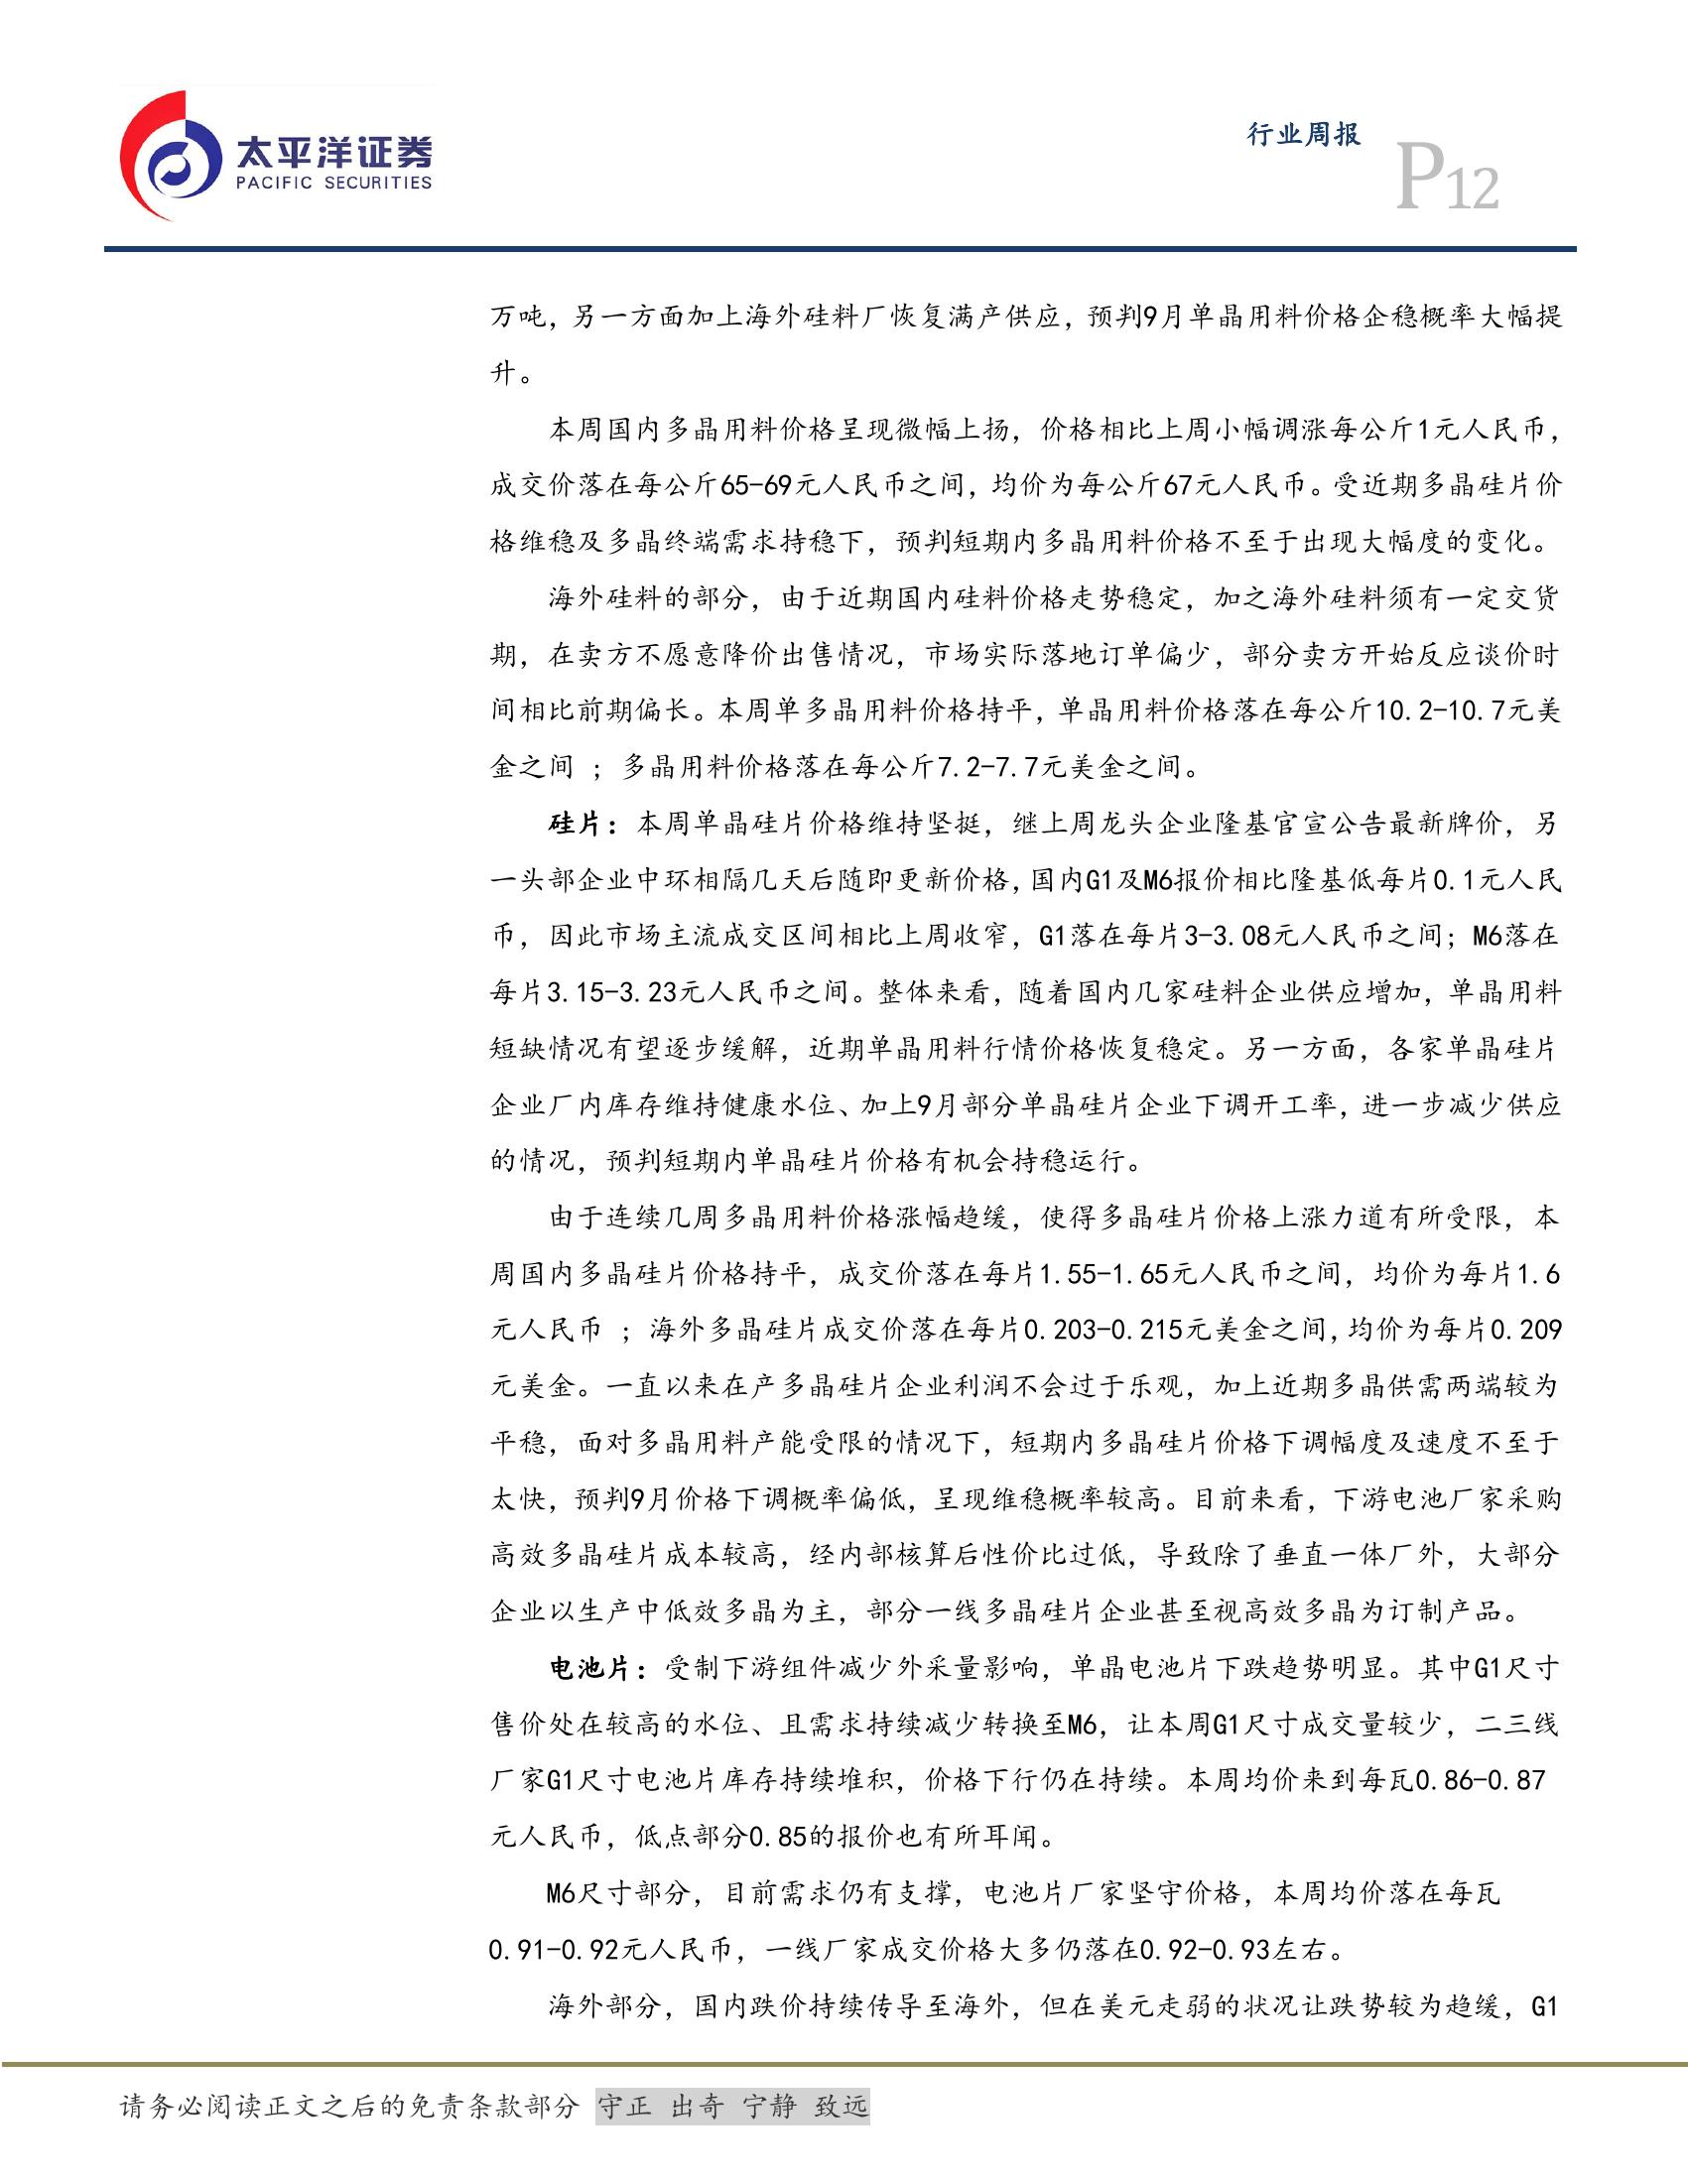 太平洋证券
PACIFIC SECURITIES
行业周报
P12
万吨，另一方面加上海外硅料厂恢复满产供应，预判9月单晶用料价格企稳概率大幅提
升。
本周国内多晶用料价格呈现微幅上扬，价格相比上周小幅调涨每公斤1元人民币，
成交价落在每公斤65-69元人民币之间，均价为每公斤67元人民币。受近期多晶硅片价
格维稳及多晶终端需求持稳下，预判短期内多晶用料价格不至于出现大幅度的变化。
海外硅料的部分，由于近期国内硅料价格走势稳定，加之海外硅料须有一定交货
期，在卖方不愿意降价出售情况，市场实际落地订单偏少，部分卖方开始反应谈价时
间相比前期偏长。本周单多晶用料价格持平，单晶用料价格落在每公斤10.2-10.7元美
金之间 ；多晶用料价格落在每公斤7.2-7.7元美金之间。
硅片：本周单晶硅片价格维持坚挺，继上周龙头企业隆基官宣公告最新牌价，另
一头部企业中环相隔几天后随即更新价格，国内G1及M6报价相比隆基低每片0.1元人民
币，因此市场主流成交区间相比上周收窄，G1落在每片3-3.08元人民币之间；M6落在
每片3.15-3.23元人民币之间。整体来看，随着国内几家硅料企业供应增加，单晶用料
短缺情况有望逐步缓解，近期单晶用料行情价格恢复稳定。另一方面，各家单晶硅片
企业厂内库存维持健康水位、加上9月部分单晶硅片企业下调开工率，进一步减少供应
的情况，预判短期内单晶硅片价格有机会持稳运行。
由于连续几周多晶用料价格涨幅趋缓，使得多晶硅片价格上涨力道有所受限，本
周国内多晶硅片价格持平，成交价落在每片1.55-1.65元人民币之间，均价为每片1.6
元人民币 ；海外多晶硅片成交价落在每片0.203-0.215元美金之间，均价为每片0.209
元美金。一直以来在产多晶硅片企业利润不会过于乐观，加上近期多晶供需两端较为
平稳，面对多晶用料产能受限的情况下，短期内多晶硅片价格下调幅度及速度不至于
太快，预判9月价格下调概率偏低，呈现维稳概率较高。目前来看，下游电池厂家采购
高效多晶硅片成本较高，经内部核算后性价比过低，导致除了垂直一体厂外，大部分
企业以生产中低效多晶为主，部分一线多晶硅片企业甚至视高效多晶为订制产品。
电池片：受制下游组件减少外采量影响，单晶电池片下跌趋势明显。其中G1尺寸
售价处在较高的水位、且需求持续减少转换至M6，让本周G1尺寸成交量较少，二三线
厂家G1尺寸电池片库存持续堆积，价格下行仍在持续。本周均价来到每瓦0.86-0.87
元人民币，低点部分0.85的报价也有所耳闻。
M6尺寸部分，目前需求仍有支撑，电池片厂家坚守价格，本周均价落在每瓦
0.91-0.92元人民币，一线厂家成交价格大多仍落在0.92-0.93左右。
海外部分，国内跌价持续传导至海外，但在美元走弱的状况让跌势较为趋缓，G1
请务必阅读正文之后的免责条款部分 守正 出奇 宁静 致远